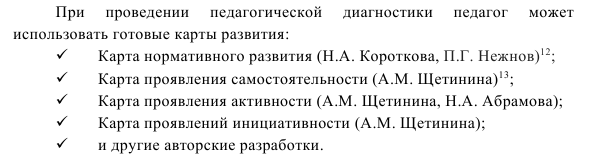 При проведении педагогической диагностики педагог может
использовать готовые карты развития:
✓ Карта нормативного развития (Н.А. Короткова, П.Г. Нежнов)¹²;
✓ Карта проявления самостоятельности (А.М. Щетинина)¹³;
✓ Карта проявления активности (А.М. Щетинина, Н.А. Абрамова);
✓ Карта проявлений инициативности (А.М. Щетинина);
✓ и другие авторские разработки.